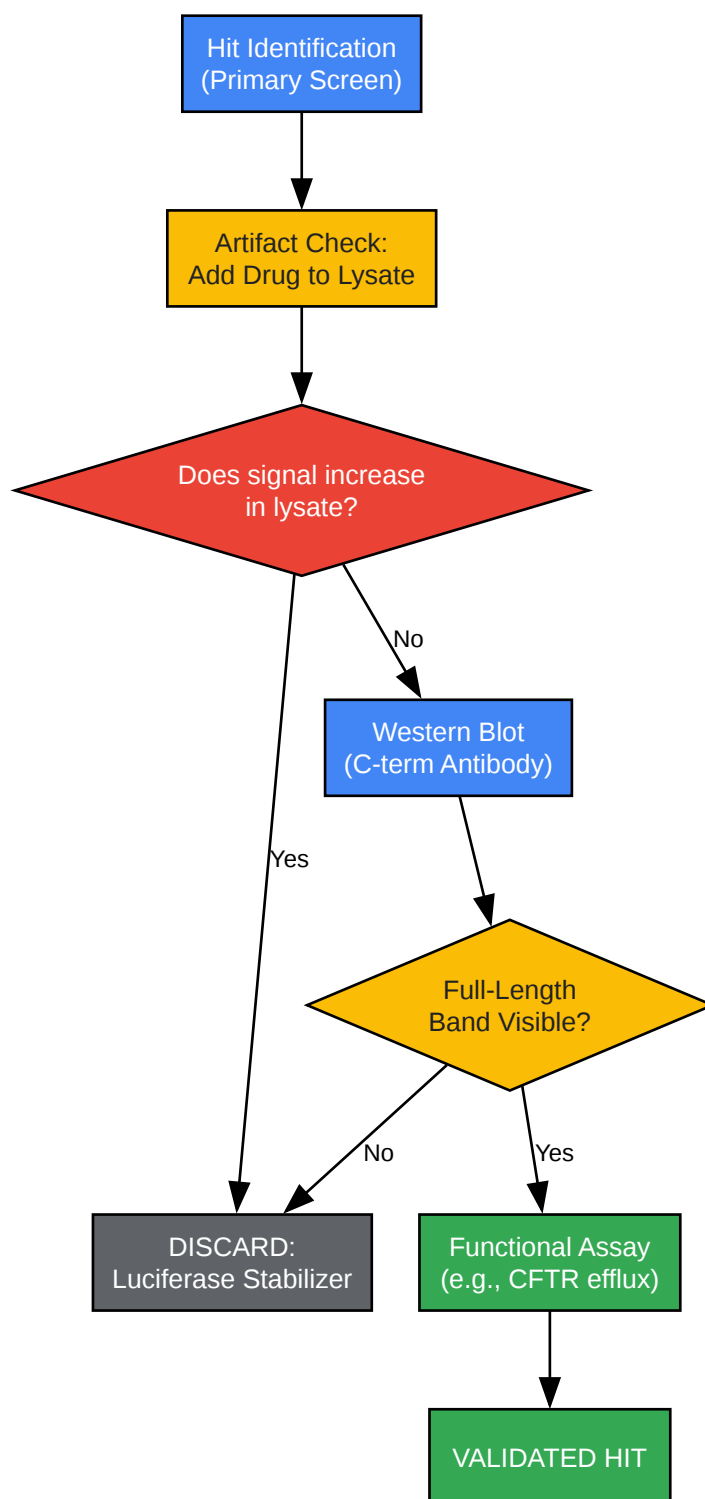 Hit Identification
(Primary Screen)
Artifact Check:
Add Drug to Lysate
Does signal increase
in lysate?
No
Western Blot
(C-term Antibody)
Yes
Full-Length
Band Visible?
No
Yes
DISCARD:
Luciferase Stabilizer
Functional Assay
(e.g., CFTR efflux)
VALIDATED HIT